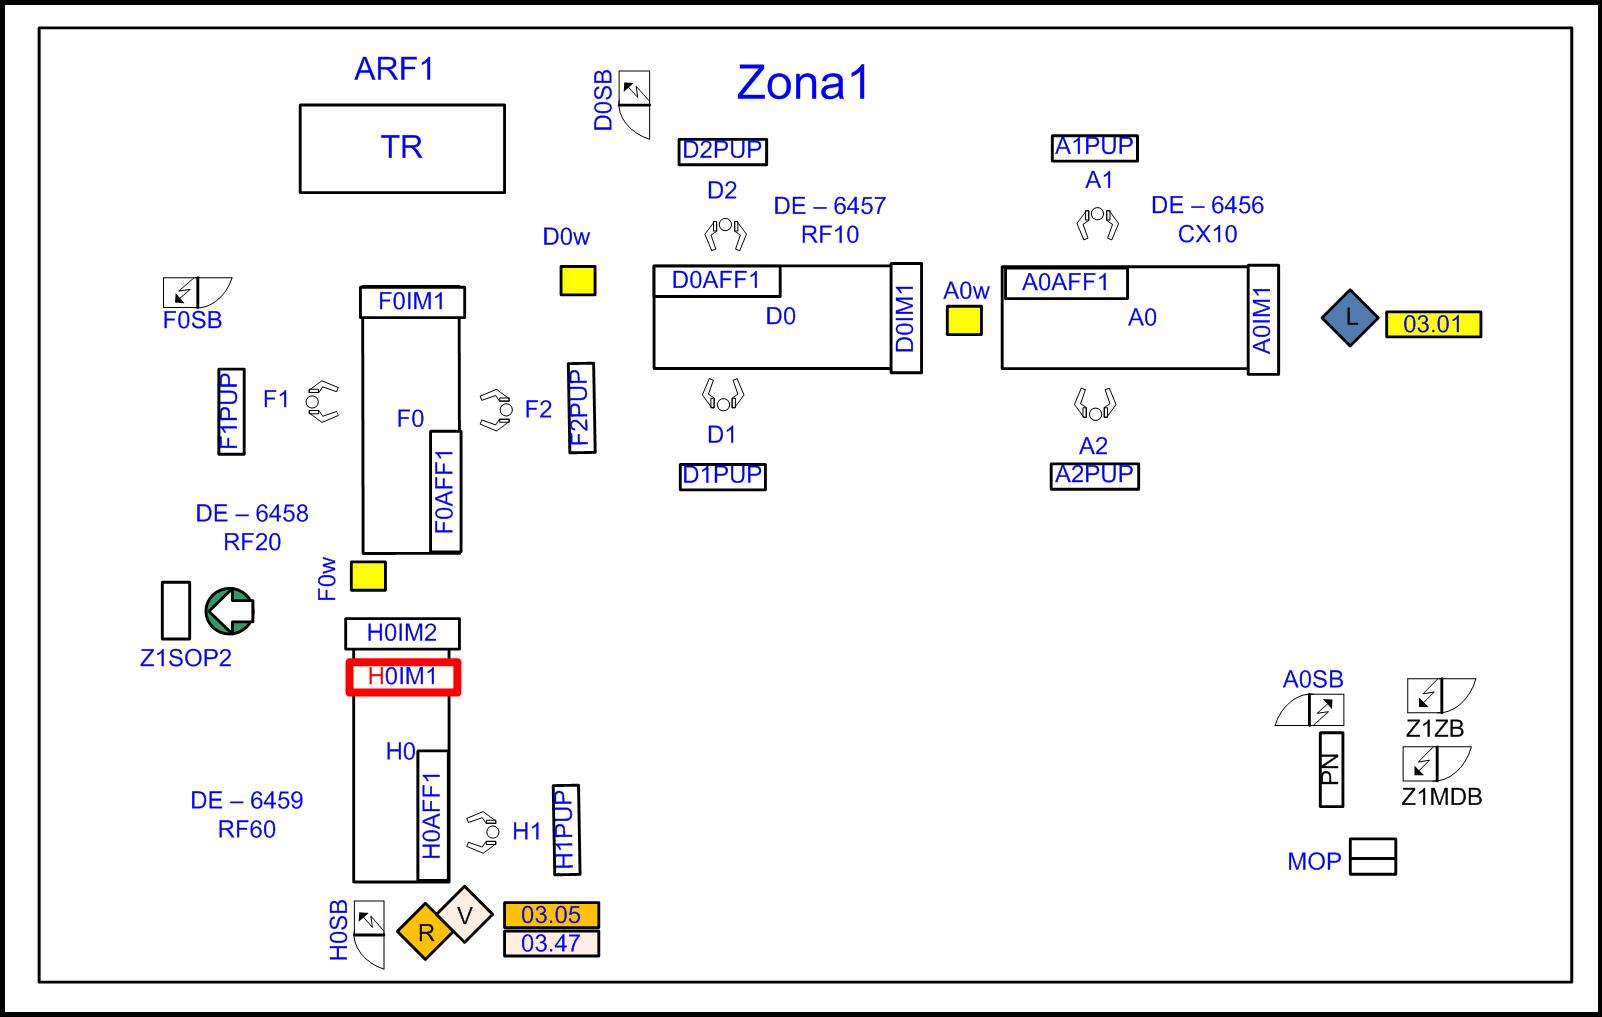 ARF1
TR
D0SB
Zona1
D2PUP
D2
DE – 6457
RF10
A1PUP
A1
DE – 6456
CX10
D0w
F0SB
F0IM1
D0AFF1
D0
D0IM1
A0w
A0AFF1
A0
A0IM1
L
03.01
F1PUP
F1
F0
F2
F2PUP
D1
D1PUP
A2
A2PUP
F0AFF1
DE – 6458
RF20
F0w
Z1SOP2
H0IM2
H0IM1
H0
H0AFF1
DE – 6459
RF60
H1
H1PUP
A0SB
PN
Z1ZB
Z1MDB
MOP
H0SB
R
V
03.05
03.47